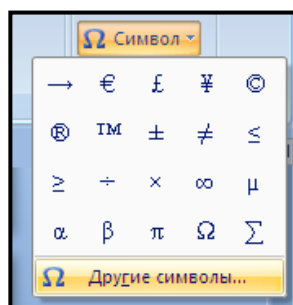 Ω Символ
→ € £ ¥ ©
® ™ ± ≠ ≤
≥ ÷ × ∞ µ
α β π Ω ∑
Ω Другие символы...